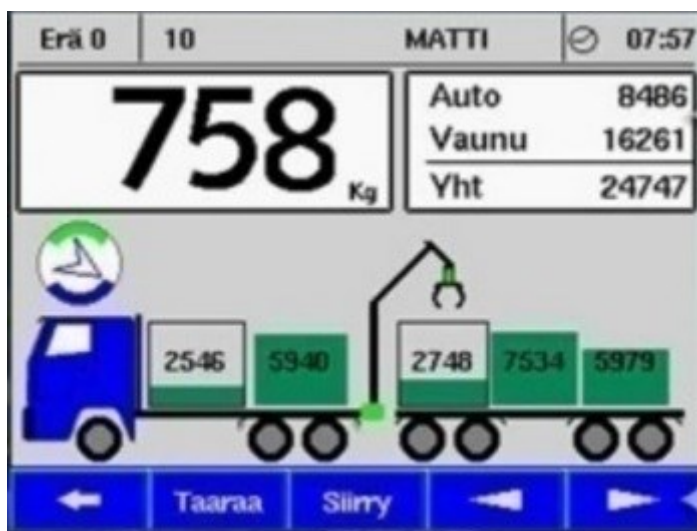 Erä 0 10 MATTI 07:57
758 Kg
Auto 8486
Vaunu 16261
Yht 24747
2546 5940 2748 7534 5979
Taaraa Siirry